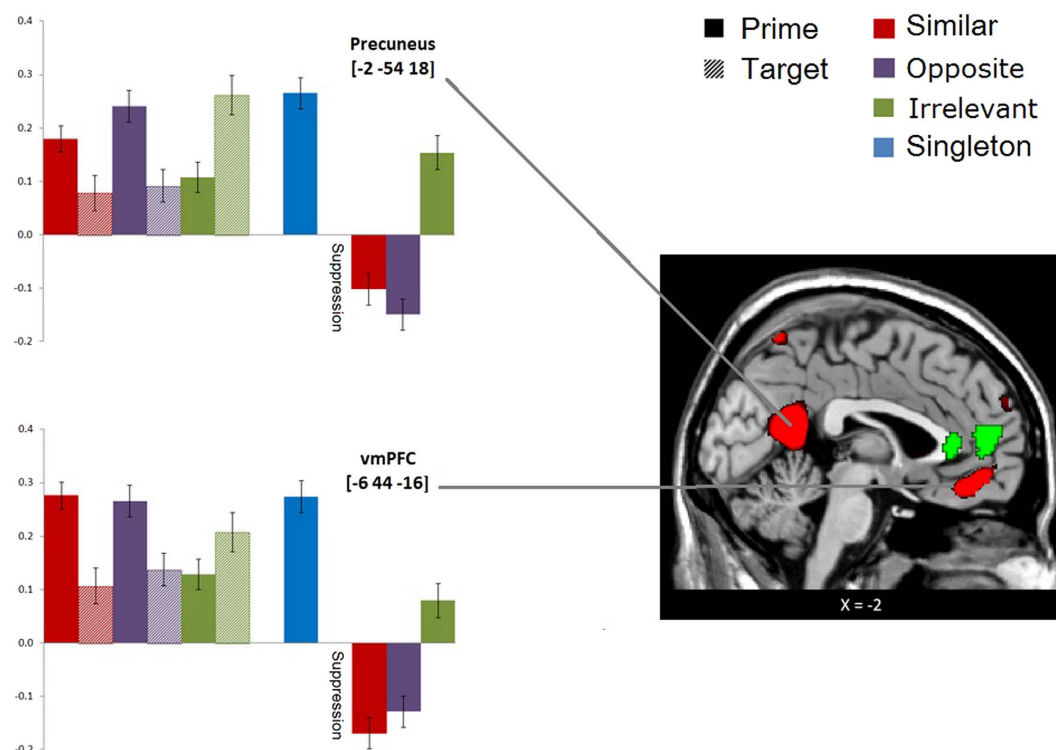 0.4
0.3
0.2
0.1
0.0
-0.1
-0.2
Precuneus
[-2 -54 18]
Suppression
Prime
Target
Similar
Opposite
Irrelevant
Singleton
0.4
0.3
0.2
0.1
0.0
-0.1
-0.2
vmPFC
[-6 44 -16]
Suppression
X = -2